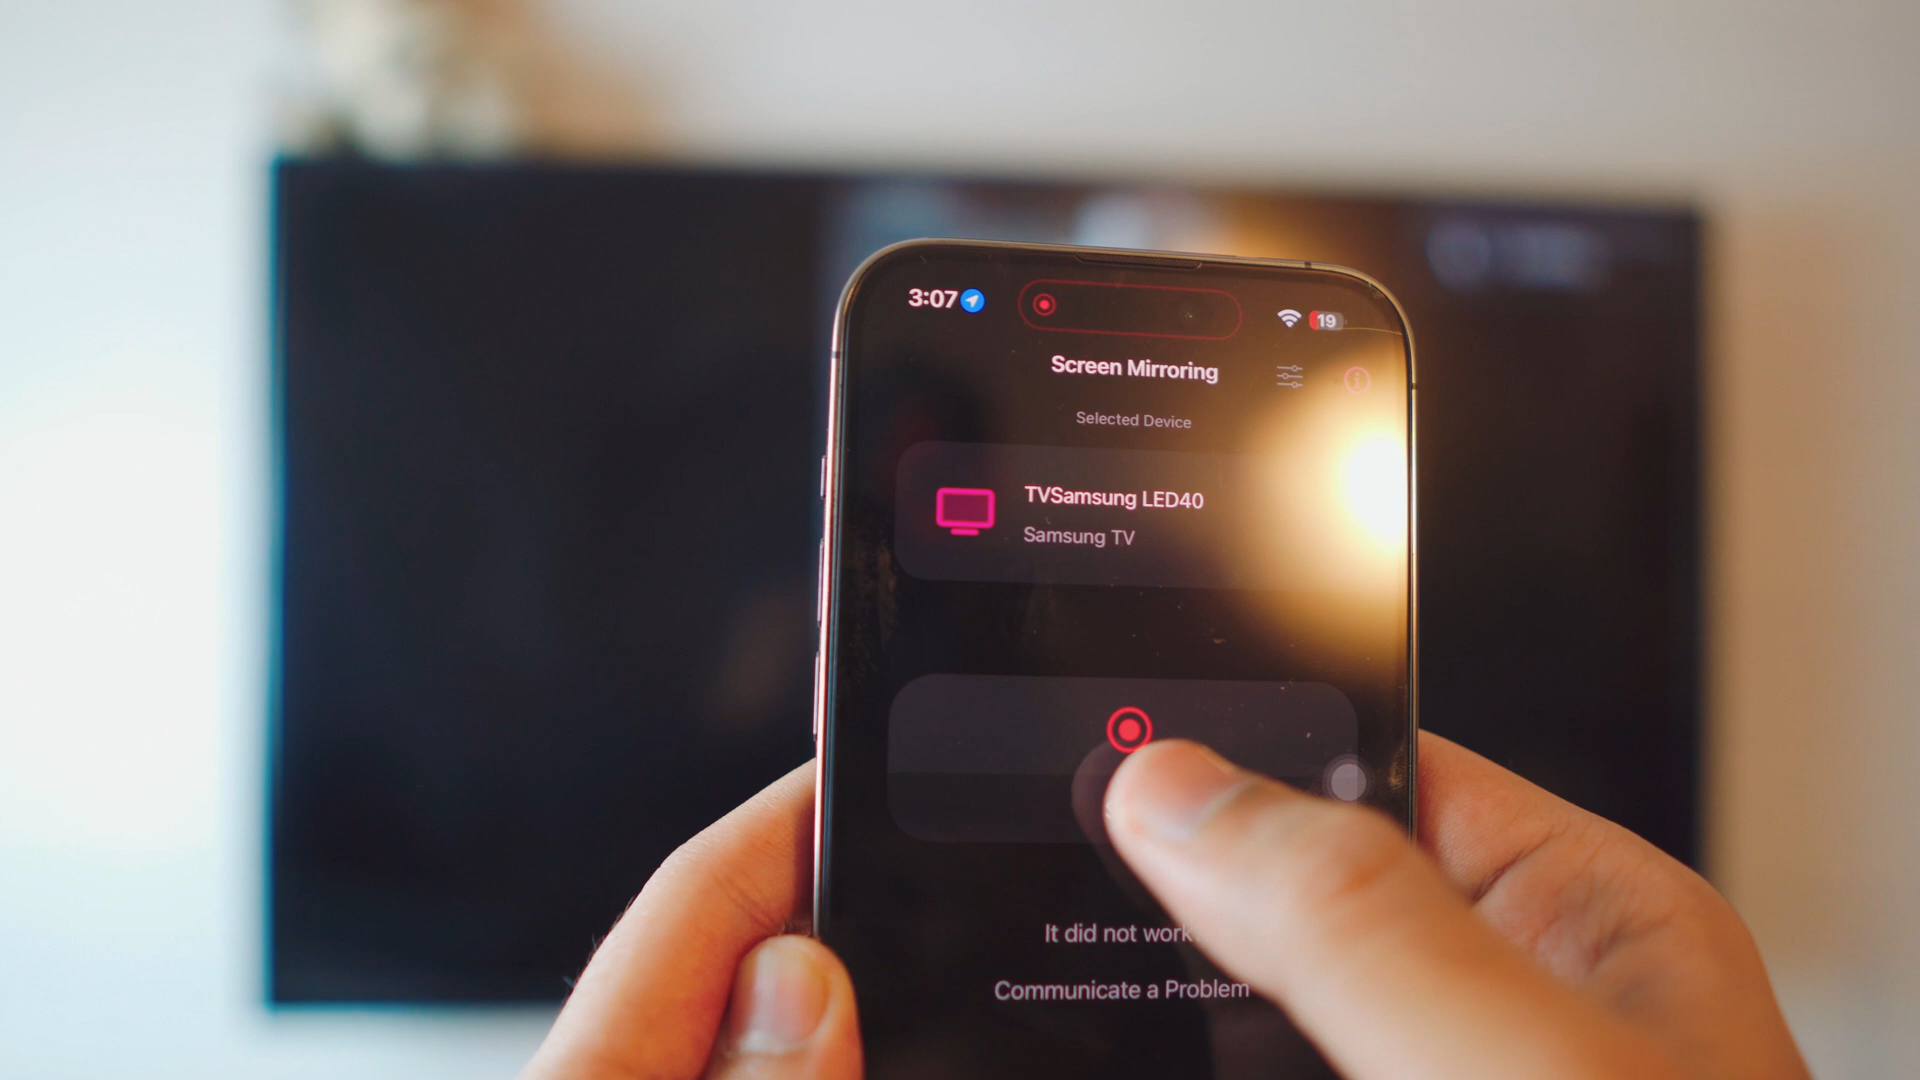 3:07
19
Screen Mirroring
Selected Device
TVSamsung LED40
Samsung TV
It did not work
Communicate a Problem